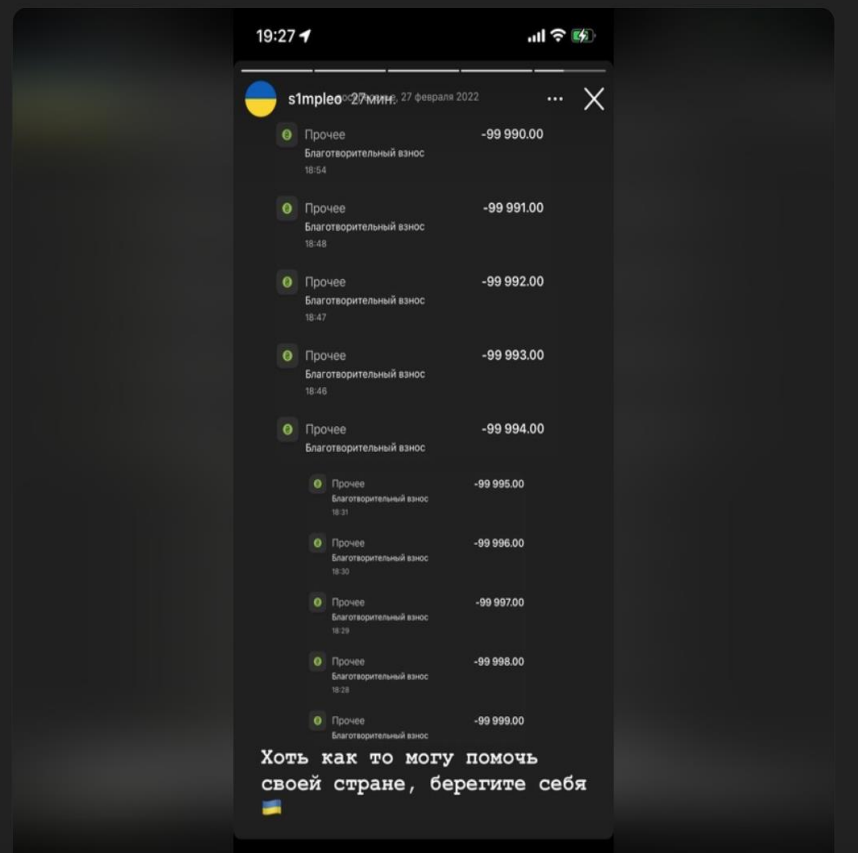 19:27
s1mpleo 27мин. воскресенье, 27 февраля 2022
Прочее -99 990.00
Благотворительный взнос
18:54
Прочее -99 991.00
Благотворительный взнос
18:48
Прочее -99 992.00
Благотворительный взнос
18:47
Прочее -99 993.00
Благотворительный взнос
18:46
Прочее -99 994.00
Благотворительный взнос
Прочее -99 995.00
Благотворительный взнос
18:31
Прочее -99 996.00
Благотворительный взнос
18:30
Прочее -99 997.00
Благотворительный взнос
18:29
Прочее -99 998.00
Благотворительный взнос
18:28
Прочее -99 999.00
Благотворительный взнос
Хоть как то могу помочь
своей стране, берегите себя
🇺🇦